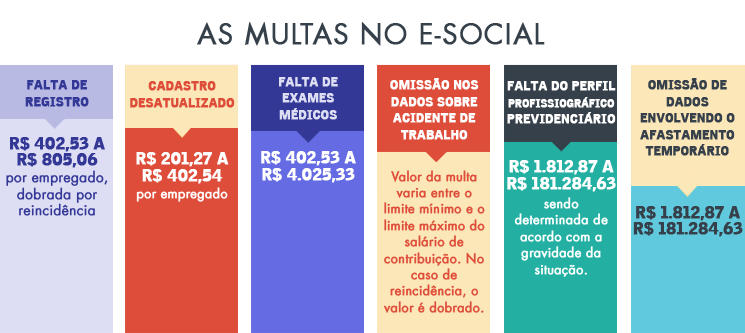 AS MULTAS NO E-SOCIAL
FALTA DE
REGISTRO
R$ 402,53 A
R$ 805,06
por empregado,
dobrada por
reincidência
CADASTRO
DESATUALIZADO
R$ 201,27 A
R$ 402,54
por empregado
FALTA DE
EXAMES
MÉDICOS
R$ 402,53 A
R$ 4.025,33
OMISSÃO NOS
DADOS SOBRE
ACIDENTE DE
TRABALHO
Valor da multa
varia entre o
limite mínimo e o
limite máximo do
salário de
contribuição. No
caso de
reincidência, o
valor é dobrado.
FALTA DO PERFIL
PROFISSIOGRÁFICO
PREVIDENCIÁRIO
R$ 1.812,87 A
R$ 181.284,63
sendo
determinada de
acordo com a
gravidade da
situação.
OMISSÃO DE
DADOS
ENVOLVENDO O
AFASTAMENTO
TEMPORÁRIO
R$ 1.812,87 A
R$ 181.284,63